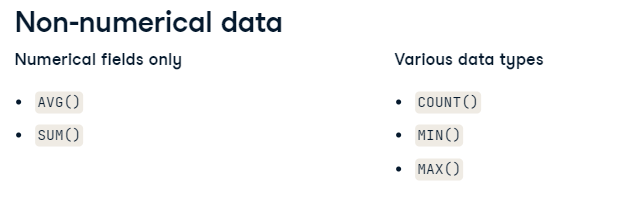 Non-numerical data
Numerical fields only
• AVG()
• SUM()
Various data types
• COUNT()
• MIN()
• MAX()